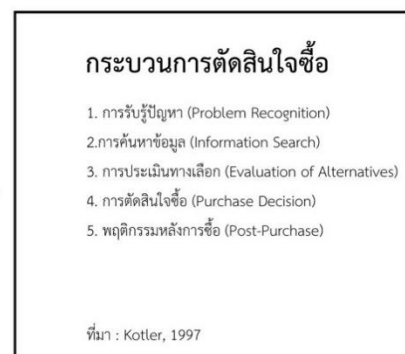 กระบวนการตัดสินใจซื้อ
1. การรับรู้ปัญหา (Problem Recognition)
2.การค้นหาข้อมูล (Information Search)
3. การประเมินทางเลือก (Evaluation of Alternatives)
4. การตัดสินใจซื้อ (Purchase Decision)
5. พฤติกรรมหลังการซื้อ (Post-Purchase)
ที่มา : Kotler, 1997